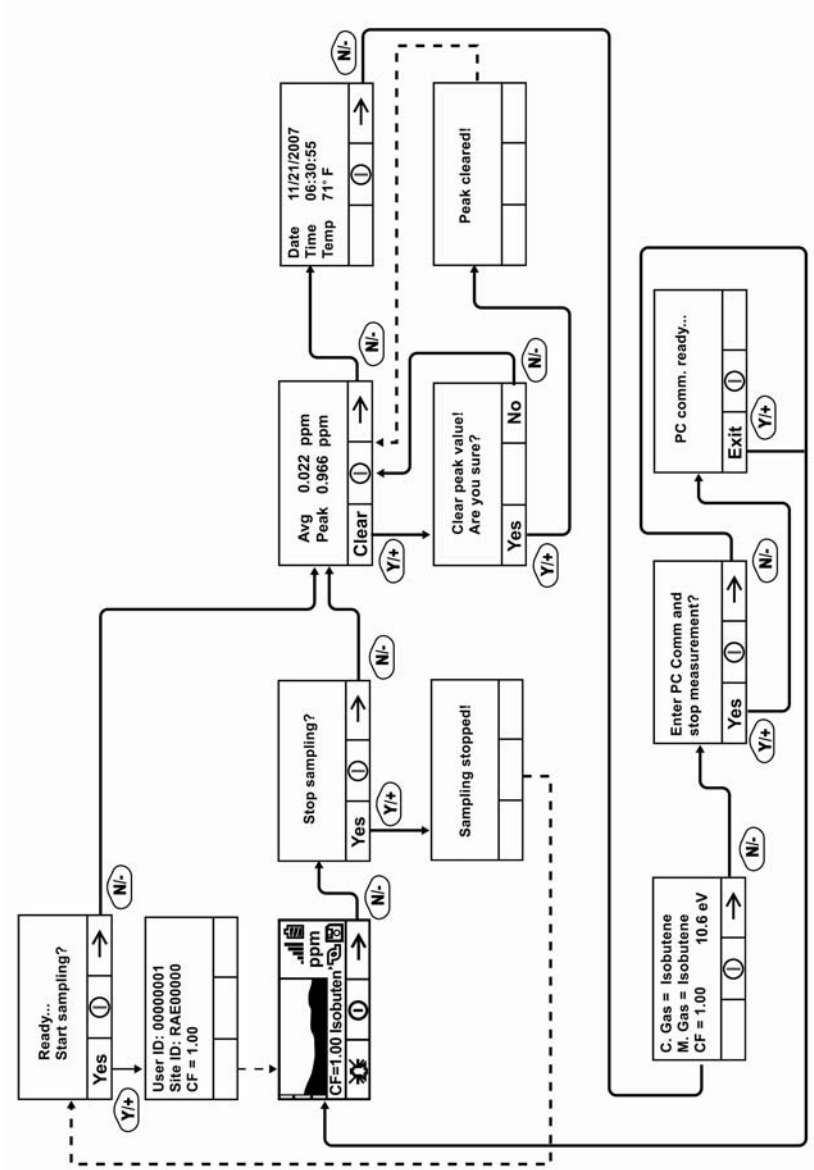 Ready...
Start sampling?
Yes
Y/+
N/-
User ID: 00000001
Site ID: RAE00000
CF = 1.00
ppm
CF=1.00 Isobuten
N/-
Stop sampling?
Yes
Y/+
N/-
Sampling stopped!
Avg 0.022 ppm
Peak 0.966 ppm
Clear
Y/+
N/-
Clear peak value!
Are you sure?
Yes No
Y/+
N/-
Date 11/21/2007
Time 06:30:55
Temp 71° F
N/-
Peak cleared!
C. Gas = Isobutene
M. Gas = Isobutene
CF = 1.00 10.6 eV
N/-
Enter PC Comm and
stop measurement?
Yes
Y/+
N/-
PC comm. ready...
Exit
Y/+